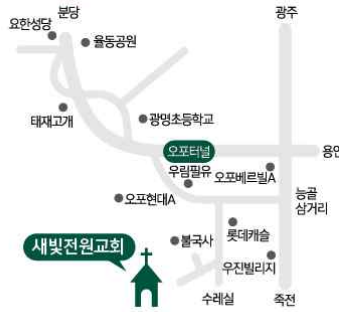 분당
광주
요한성당
율동공원
태재고개
광명초등학교
오포터널
용인
우림필유
오포베르빌A
오포현대A
능골
삼거리
불국사
롯데캐슬
새빛전원교회
우진빌리지
수레실
죽전